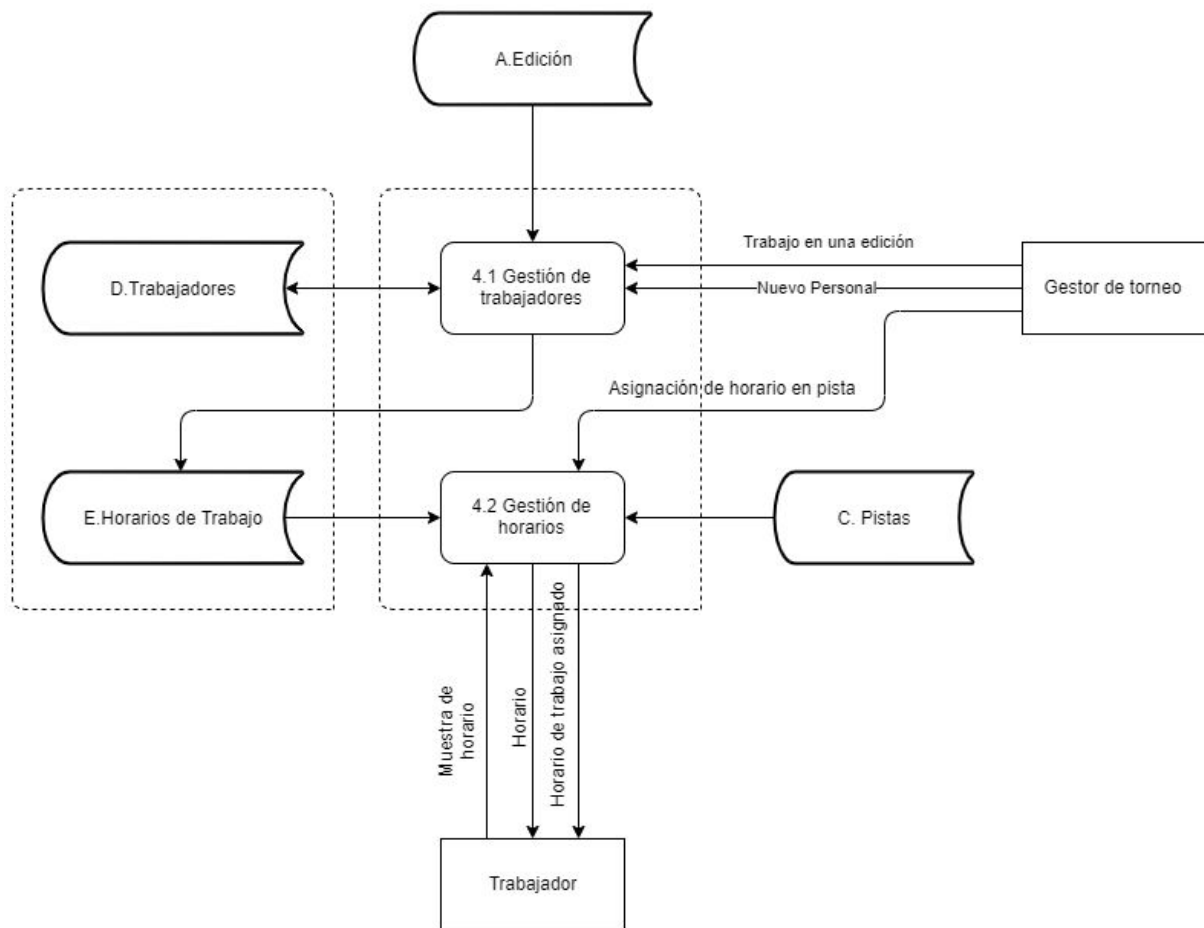 A.Edición
Trabajo en una edición
D.Trabajadores
4.1 Gestión de
trabajadores
Nuevo Personal
Gestor de torneo
Asignación de horario en pista
E.Horarios de Trabajo
4.2 Gestión de
horarios
C. Pistas
Muestra de
horario
Horario
Horario de trabajo asignado
Trabajador